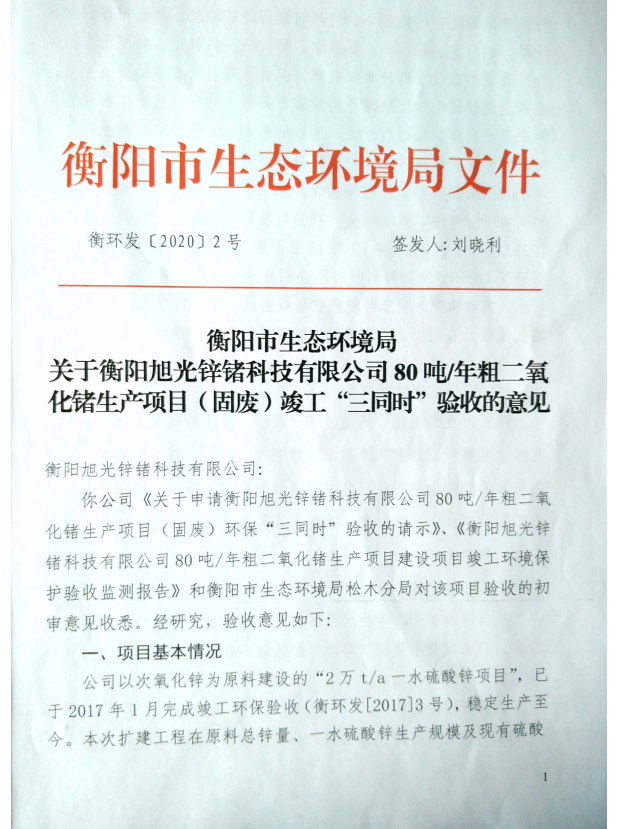 衡阳市生态环境局文件
衡环发〔2020〕2号 签发人:刘晓利
衡阳市生态环境局
关于衡阳旭光锌锗科技有限公司80吨/年粗二氧
化锗生产项目(固废)竣工“三同时”验收的意见
衡阳旭光锌锗科技有限公司:
你公司《关于申请衡阳旭光锌锗科技有限公司80吨/年粗二氧
化锗生产项目(固废)环保“三同时”验收的请示》、《衡阳旭光锌
锗科技有限公司80吨/年粗二氧化锗生产项目建设项目竣工环境保
护验收监测报告》和衡阳市生态环境局松木分局对该项目验收的初
审意见收悉。经研究,验收意见如下:
一、项目基本情况
公司以次氧化锌为原料建设的“2万t/a一水硫酸锌项目”,已
于2017年1月完成竣工环保验收(衡环发[2017]3号),稳定生产至
今。本次扩建工程在原料总锌量、一水硫酸锌生产规模及现有硫酸
1